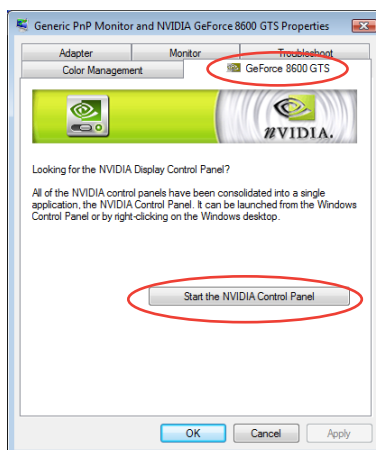 Generic PnP Monitor and NVIDIA GeForce 8600 GTS Properties
Adapter Monitor Troubleshoot
Color Management GeForce 8600 GTS
NVIDIA.
Looking for the NVIDIA Display Control Panel?
All of the NVIDIA control panels have been consolidated into a single
application, the NVIDIA Control Panel. It can be launched from the Windows
Control Panel or by right-clicking on the Windows desktop.
Start the NVIDIA Control Panel
OK Cancel Apply